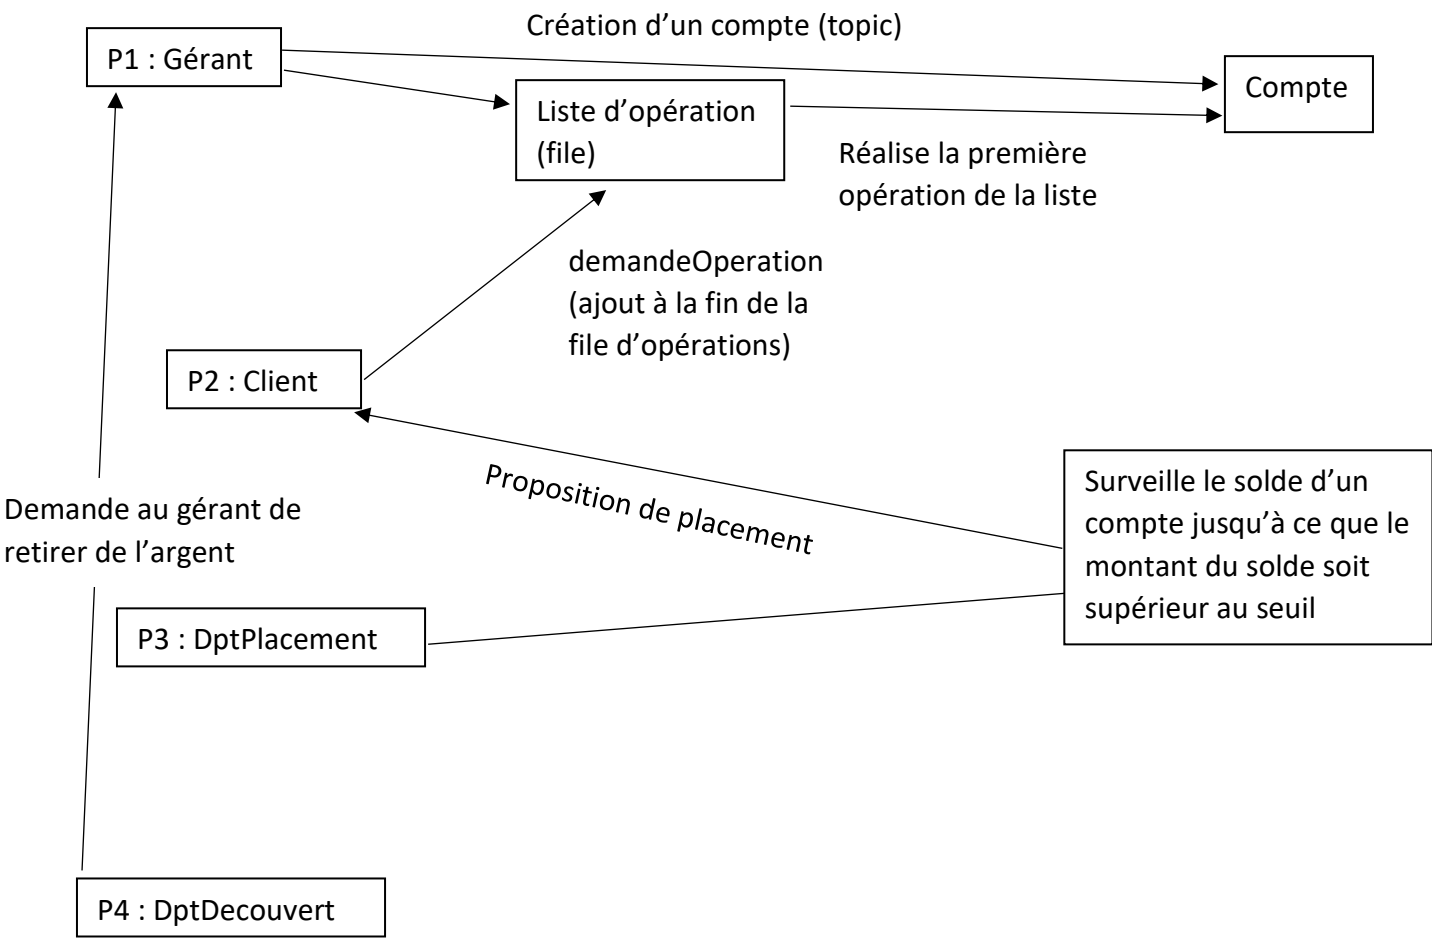 Création d’un compte (topic)
P1 : Gérant
Compte
Liste d’opération
(file)
Réalise la première
opération de la liste
demandeOperation
(ajout à la fin de la
file d’opérations)
P2 : Client
Proposition de placement
Surveille le solde d’un
compte jusqu’à ce que le
montant du solde soit
supérieur au seuil
Demande au gérant de
retirer de l’argent
P3 : DptPlacement
P4 : DptDecouvert